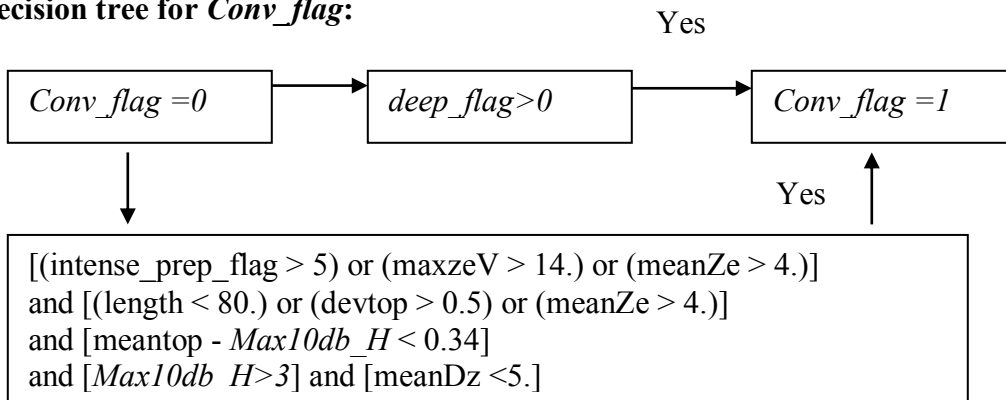 ecision tree for Conv_flag:
Yes
Conv_flag =0
deep_flag>0
Conv_flag =1
Yes
[(intense_prep_flag > 5) or (maxzeV > 14.) or (meanZe > 4.)]
and [(length < 80.) or (devtop > 0.5) or (meanZe > 4.)]
and [meantop - Max10db_H < 0.34]
and [Max10db_H>3] and [meanDz <5.]